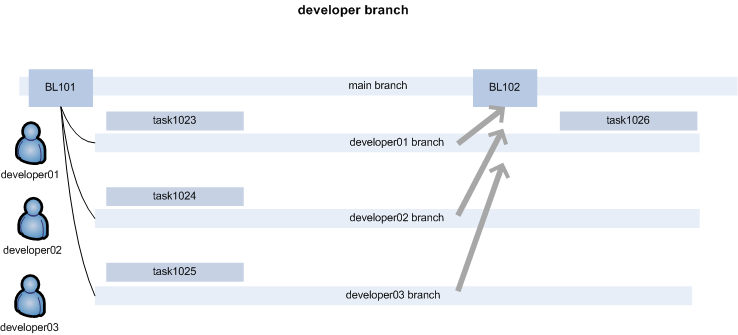 developer branch
BL101
main branch
BL102
task1023
task1026
developer01 branch
developer01
task1024
developer02 branch
developer02
task1025
developer03 branch
developer03